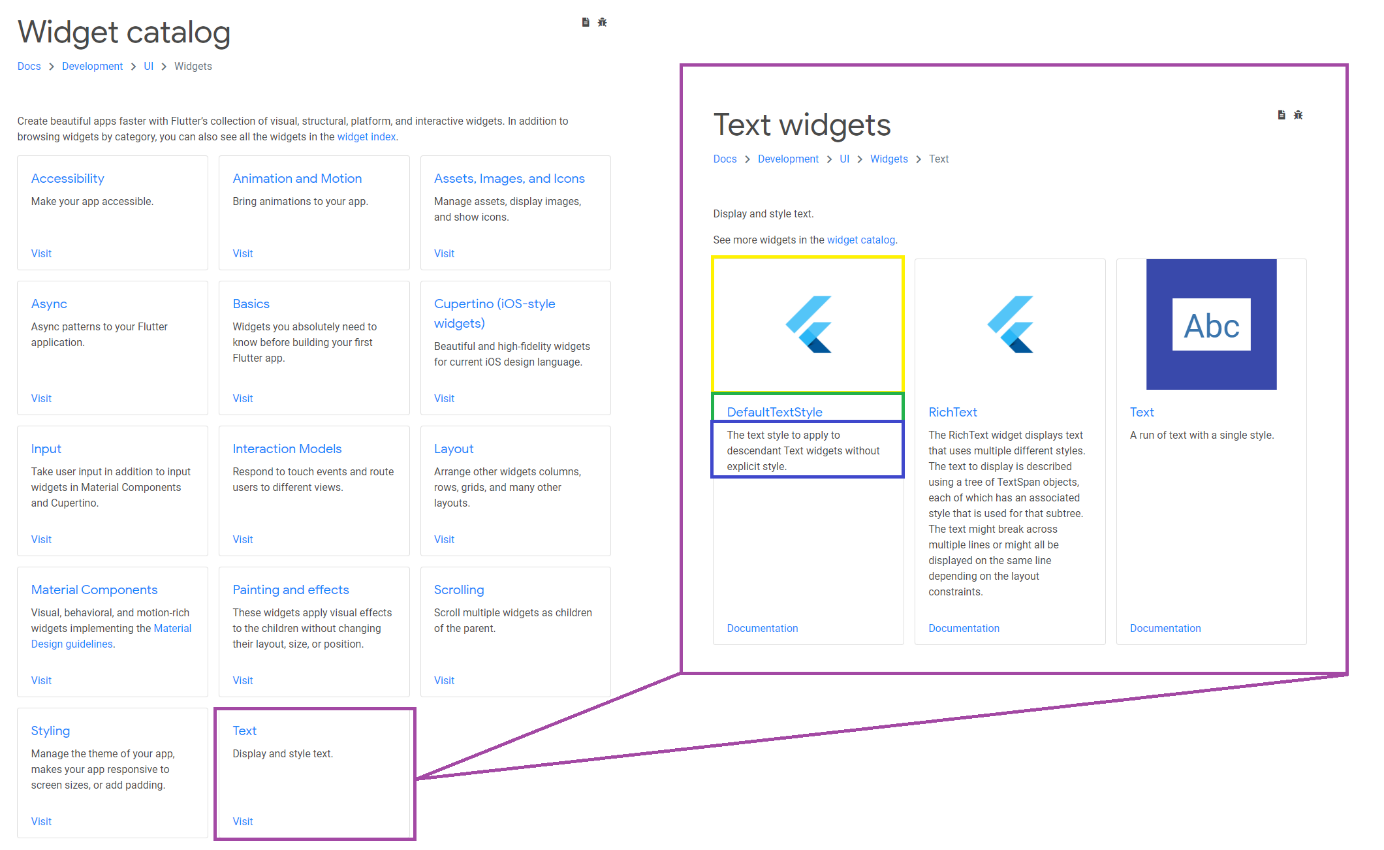 Widget catalog
Docs > Development > UI > Widgets
Create beautiful apps faster with Flutter's collection of visual, structural, platform, and interactive widgets. In addition to
browsing widgets by category, you can also see all the widgets in the widget index.
Accessibility
Make your app accessible.
Visit
Animation and Motion
Bring animations to your app.
Visit
Assets, Images, and Icons
Manage assets, display images,
and show icons.
Visit
Async
Async patterns to your Flutter
application.
Visit
Basics
Widgets you absolutely need to
know before building your first
Flutter app.
Visit
Cupertino (iOS-style
widgets)
Beautiful and high-fidelity widgets
for current iOS design language.
Visit
Input
Take user input in addition to input
widgets in Material Components
and Cupertino.
Visit
Interaction Models
Respond to touch events and route
users to different views.
Visit
Layout
Arrange other widgets columns,
rows, grids, and many other
layouts.
Visit
Material Components
Visual, behavioral, and motion-rich
widgets implementing the Material
Design guidelines.
Visit
Painting and effects
These widgets apply visual effects
to the children without changing
their layout, size, or position.
Visit
Scrolling
Scroll multiple widgets as children
of the parent.
Visit
Styling
Manage the theme of your app,
makes your app responsive to
screen sizes, or add padding.
Visit
Text
Display and style text.
Visit
Text widgets
Docs > Development > UI > Widgets > Text
Display and style text.
See more widgets in the widget catalog.
DefaultTextStyle
The text style to apply to
descendant Text widgets without
explicit style.
Documentation
RichText
The RichText widget displays text
that uses multiple different styles.
The text to display is described
using a tree of TextSpan objects,
each of which has an associated
style that is used for that subtree.
The text might break across
multiple lines or might all be
displayed on the same line
depending on the layout
constraints.
Documentation
Abc
Text
A run of text with a single style.
Documentation